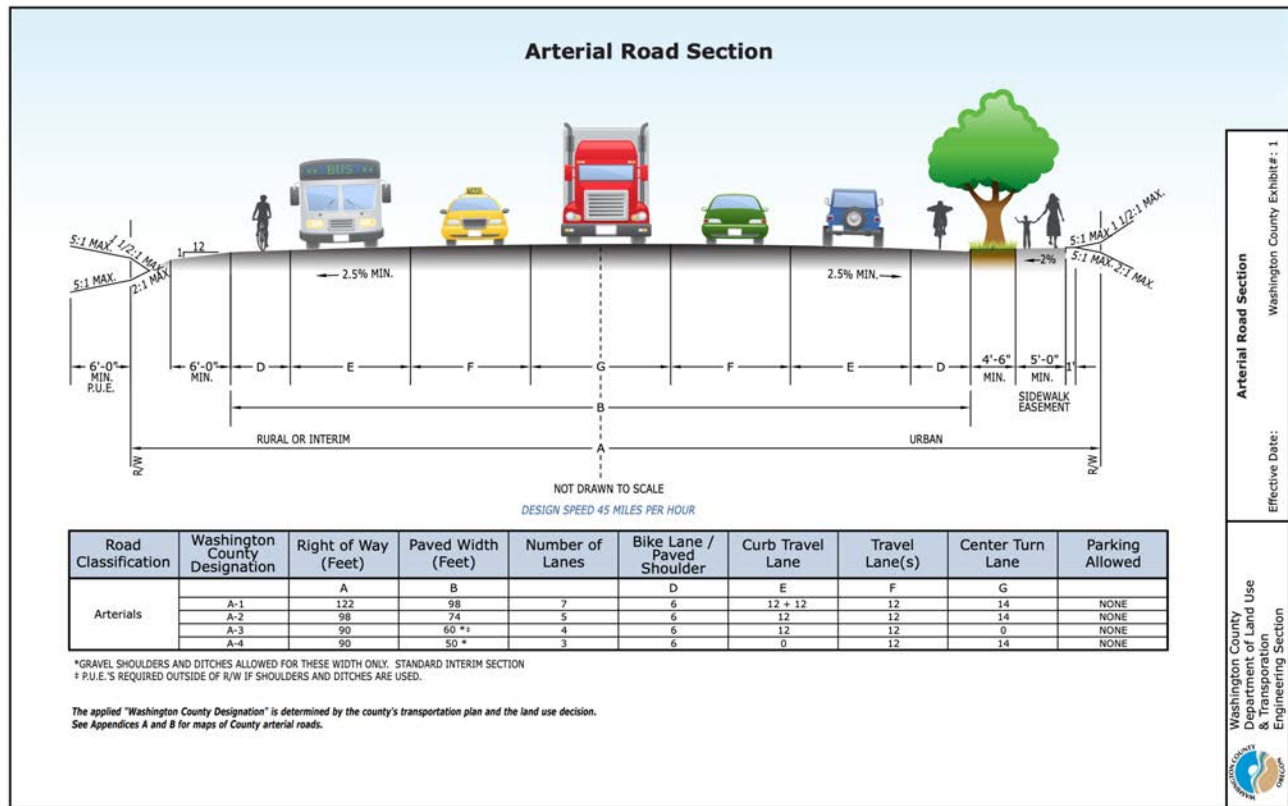 Arterial Road Section
BUS
TAXI
5:1 MAX.
1 1/2:1 MAX.
5:1 MAX.
2:1 MAX
1
12
2.5% MIN.
2.5% MIN.
2%
5:1 MAX.
1 1/2:1 MAX.
5:1 MAX.
2:1 MAX.
6'-0"
MIN.
P.U.E.
6'-0"
MIN.
D
E
F
G
F
E
D
4'-6"
MIN.
5'-0"
MIN.
1'
SIDEWALK
EASEMENT
B
RURAL OR INTERIM
URBAN
A
R/W
R/W
NOT DRAWN TO SCALE
DESIGN SPEED 45 MILES PER HOUR
Road Classification Washington County Designation Right of Way (Feet) Paved Width (Feet) Number of Lanes Bike Lane / Paved Shoulder Curb Travel Lane Travel Lane(s) Center Turn Lane Parking Allowed
A B D E F G
Arterials
A-1 122 98 7 6 12 + 12 12 14 NONE
A-2 98 74 5 6 12 12 14 NONE
A-3 90 60 *‡ 4 6 12 12 0 NONE
A-4 90 50 * 3 6 0 12 14 NONE
*GRAVEL SHOULDERS AND DITCHES ALLOWED FOR THESE WIDTH ONLY. STANDARD INTERIM SECTION
‡ P.U.E.'S REQUIRED OUTSIDE OF R/W IF SHOULDERS AND DITCHES ARE USED.
The applied "Washington County Designation" is determined by the county's transportation plan and the land use decision.
See Appendices A and B for maps of County arterial roads.
Arterial Road Section
Effective Date:
Washington County Exhibit#: 1
Washington County
Department of Land Use
& Transportation
Engineering Section
WASHINGTON COUNTY
OREGON